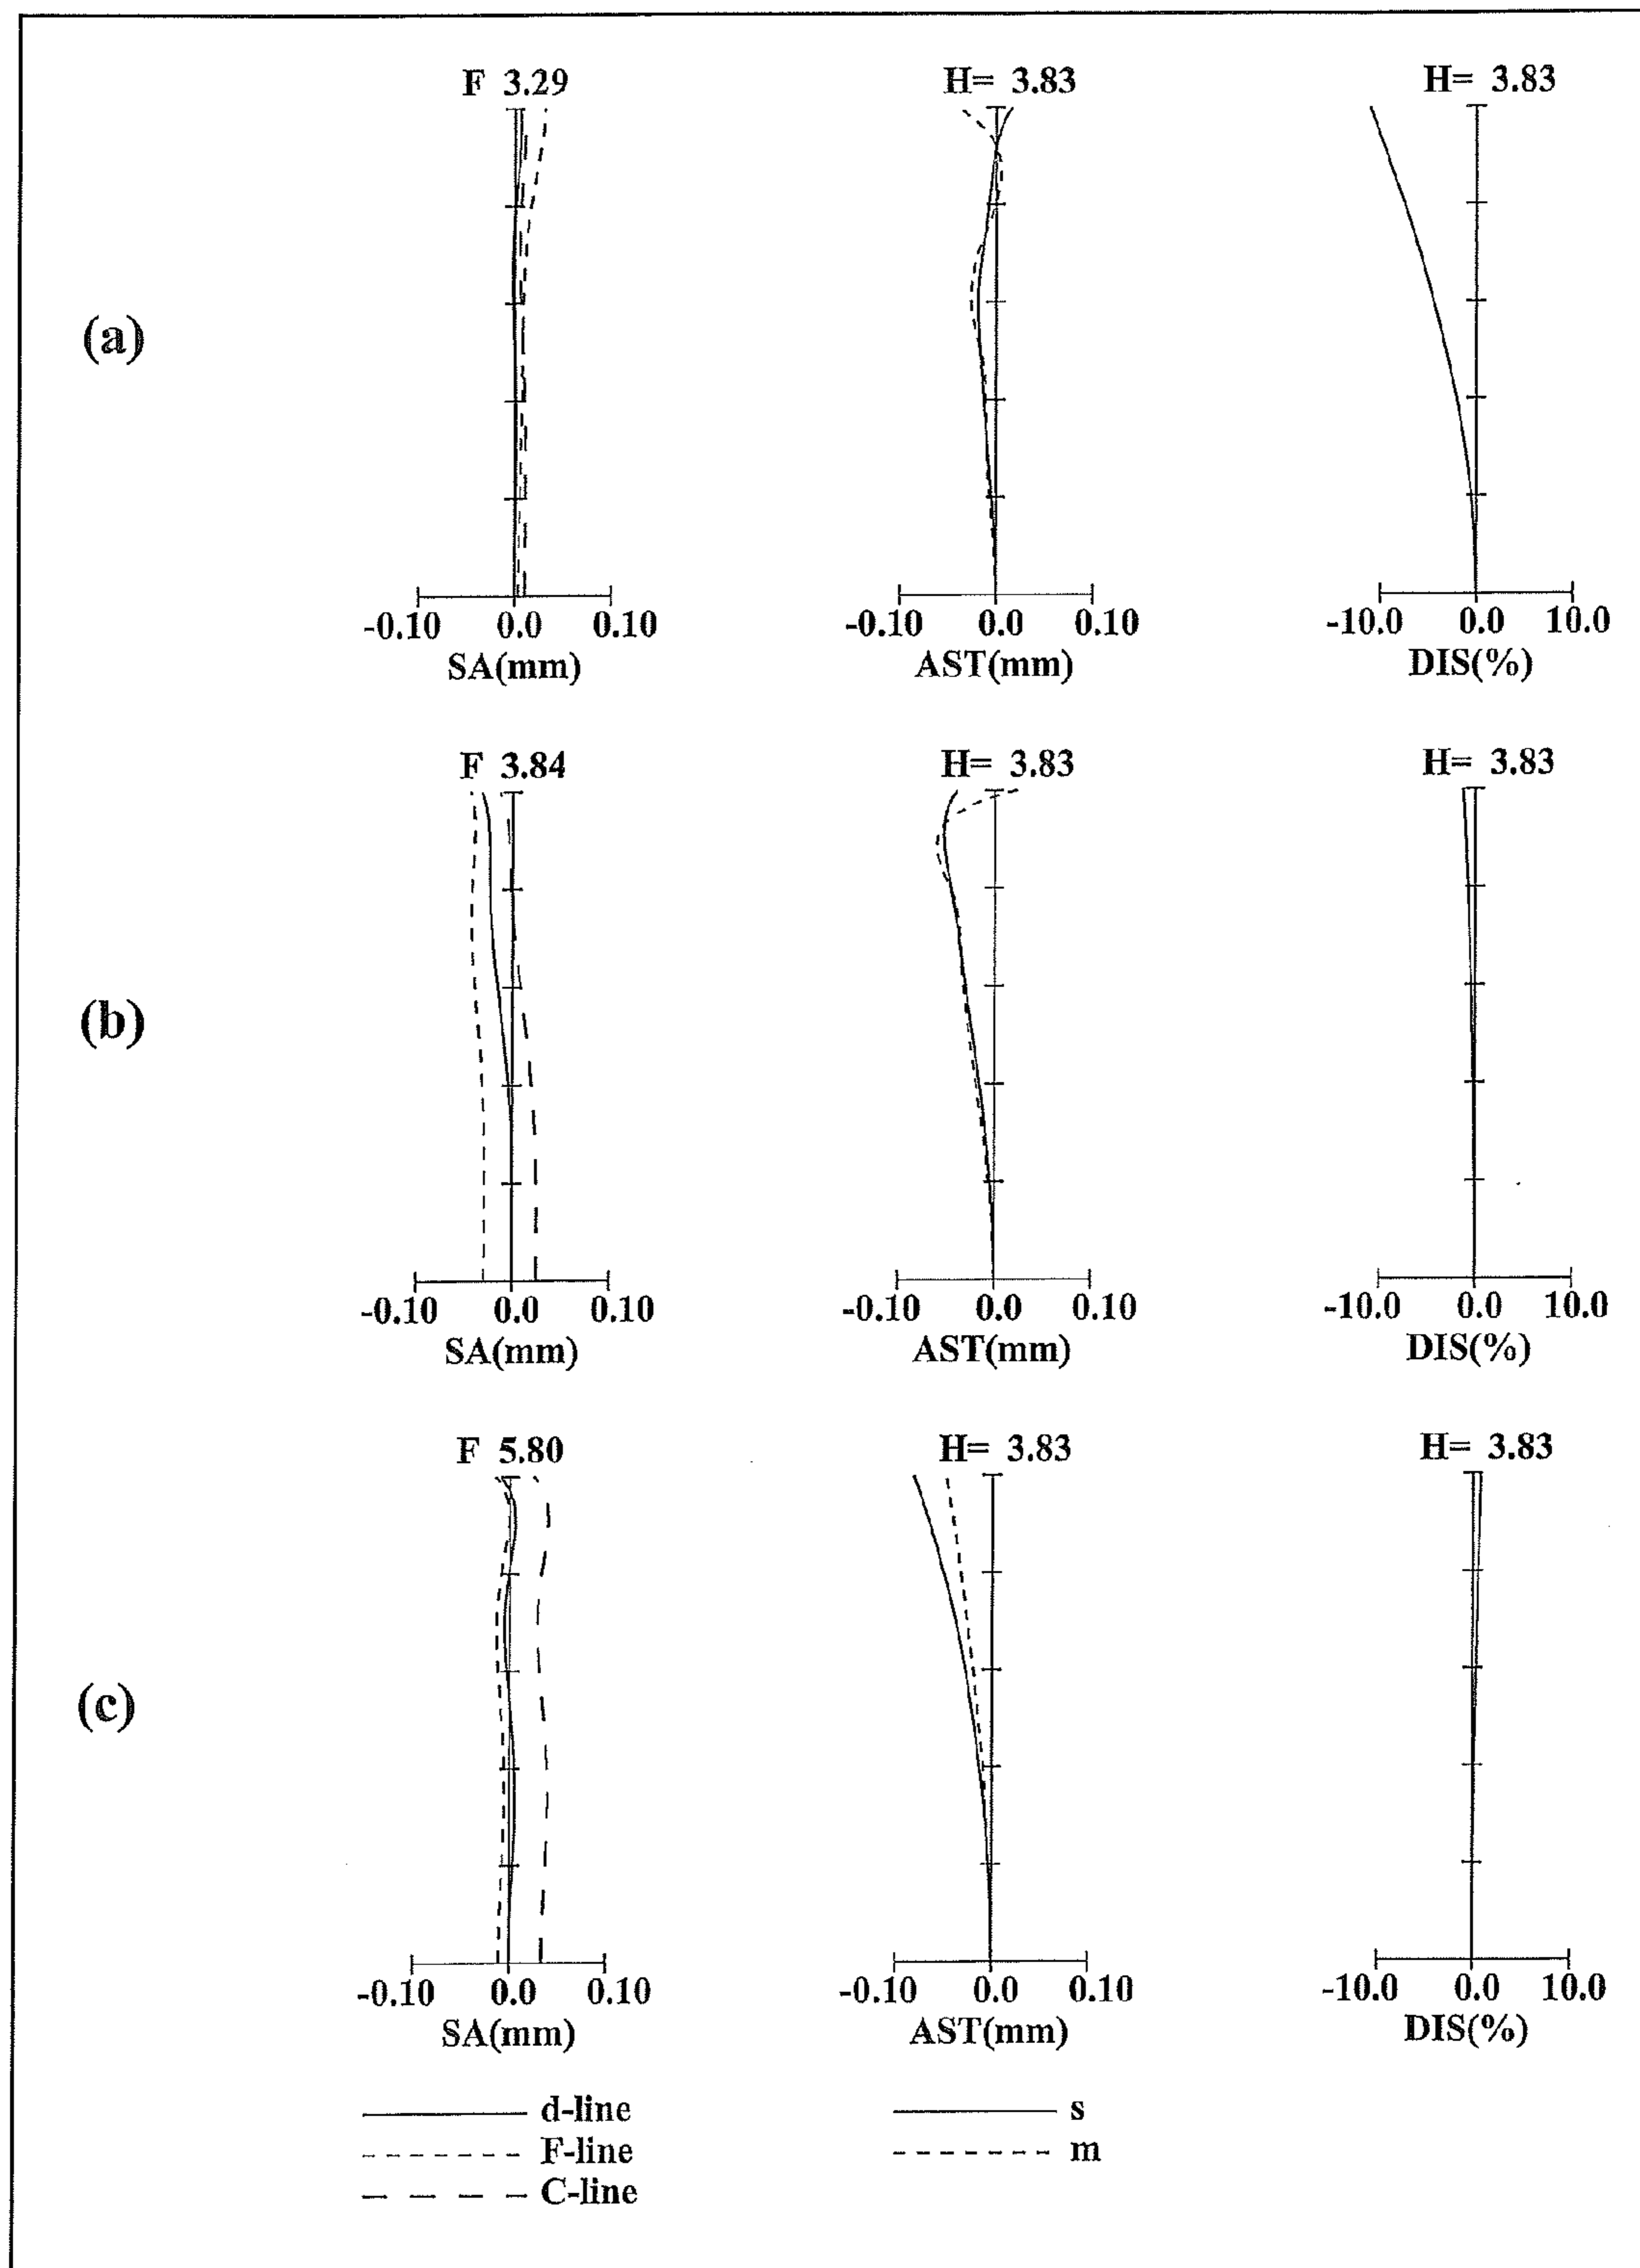 F 3.29 H= 3.83 H= 3.83
(a)
-0.10 0.0 0.10 -0.10 0.0 0.10 -10.0 0.0 10.0
SA(mm) AST(mm) DIS(%)
F 3.84 H= 3.83 H= 3.83
(b)
-0.10 0.0 0.10 -0.10 0.0 0.10 -10.0 0.0 10.0
SA(mm) AST(mm) DIS(%)
F 5.80 H= 3.83 H= 3.83
(c)
-0.10 0.0 0.10 -0.10 0.0 0.10 -10.0 0.0 10.0
SA(mm) AST(mm) DIS(%)
d-line s
F-line m
C-line